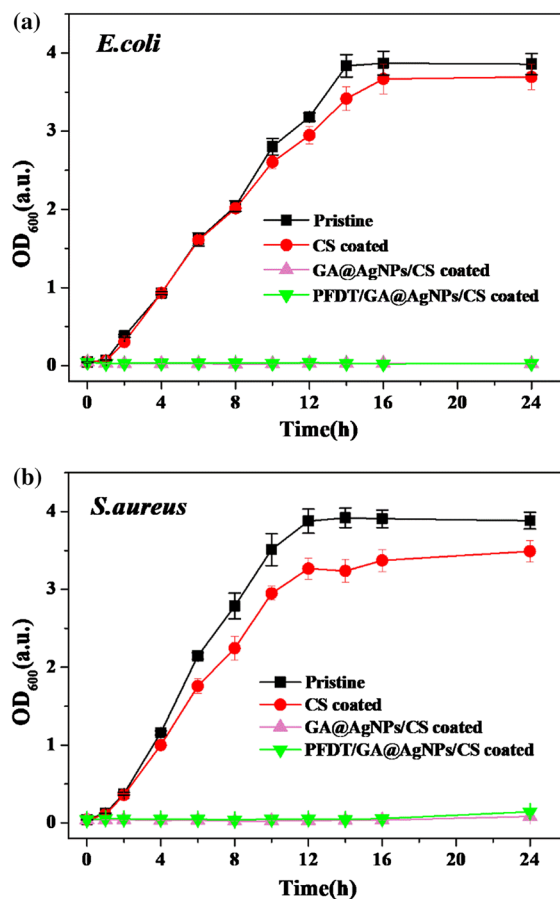 (a)
E.coli
4
3
2
1
0
OD600(a.u.)
Pristine
CS coated
GA@AgNPs/CS coated
PFDT/GA@AgNPs/CS coated
0 4 8 12 16 20 24
Time(h)
(b)
S.aureus
4
3
2
1
0
OD600(a.u.)
Pristine
CS coated
GA@AgNPs/CS coated
PFDT/GA@AgNPs/CS coated
0 4 8 12 16 20 24
Time(h)